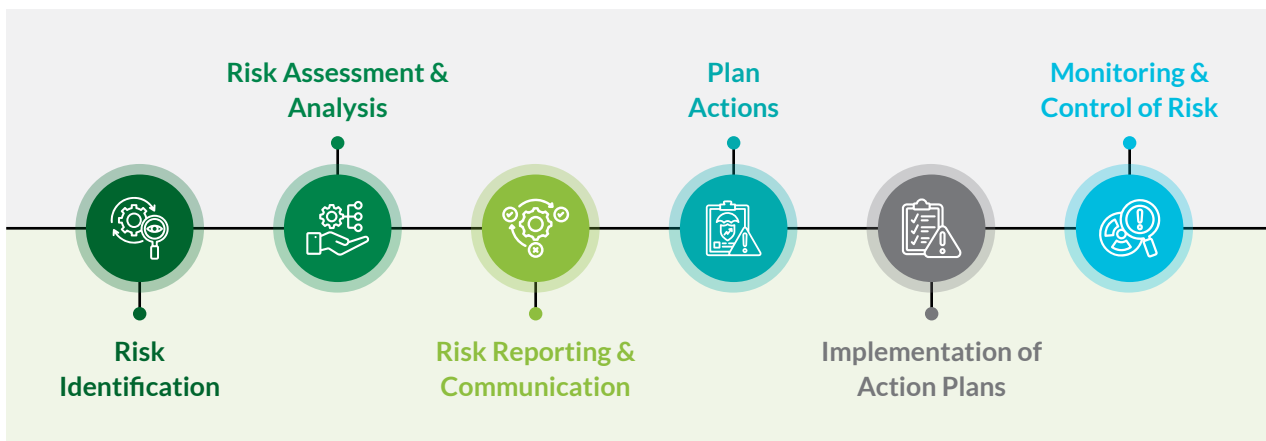 Risk
Identification
Risk Assessment &
Analysis
Risk Reporting &
Communication
Plan
Actions
Implementation of
Action Plans
Monitoring &
Control of Risk